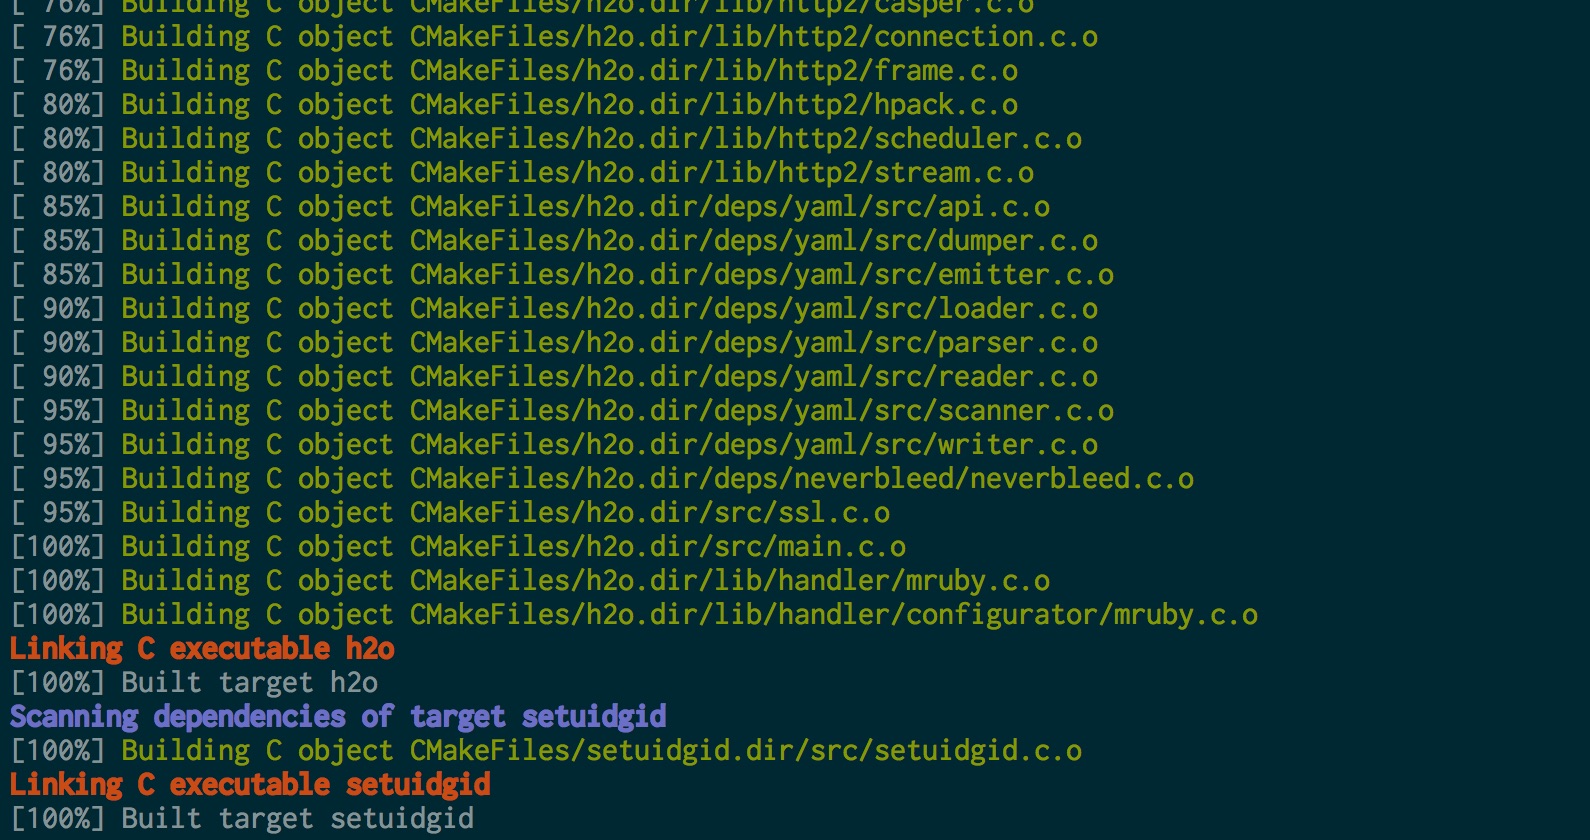 [ 76%] Building C object CMakeFiles/h2o.dir/lib/http2/casper.c.o
[ 76%] Building C object CMakeFiles/h2o.dir/lib/http2/connection.c.o
[ 76%] Building C object CMakeFiles/h2o.dir/lib/http2/frame.c.o
[ 80%] Building C object CMakeFiles/h2o.dir/lib/http2/hpack.c.o
[ 80%] Building C object CMakeFiles/h2o.dir/lib/http2/scheduler.c.o
[ 80%] Building C object CMakeFiles/h2o.dir/lib/http2/stream.c.o
[ 85%] Building C object CMakeFiles/h2o.dir/deps/yaml/src/api.c.o
[ 85%] Building C object CMakeFiles/h2o.dir/deps/yaml/src/dumper.c.o
[ 85%] Building C object CMakeFiles/h2o.dir/deps/yaml/src/emitter.c.o
[ 90%] Building C object CMakeFiles/h2o.dir/deps/yaml/src/loader.c.o
[ 90%] Building C object CMakeFiles/h2o.dir/deps/yaml/src/parser.c.o
[ 90%] Building C object CMakeFiles/h2o.dir/deps/yaml/src/reader.c.o
[ 95%] Building C object CMakeFiles/h2o.dir/deps/yaml/src/scanner.c.o
[ 95%] Building C object CMakeFiles/h2o.dir/deps/yaml/src/writer.c.o
[ 95%] Building C object CMakeFiles/h2o.dir/deps/neverbleed/neverbleed.c.o
[ 95%] Building C object CMakeFiles/h2o.dir/src/ssl.c.o
[100%] Building C object CMakeFiles/h2o.dir/src/main.c.o
[100%] Building C object CMakeFiles/h2o.dir/lib/handler/mruby.c.o
[100%] Building C object CMakeFiles/h2o.dir/lib/handler/configurator/mruby.c.o
Linking C executable h2o
[100%] Built target h2o
Scanning dependencies of target setuidgid
[100%] Building C object CMakeFiles/setuidgid.dir/src/setuidgid.c.o
Linking C executable setuidgid
[100%] Built target setuidgid